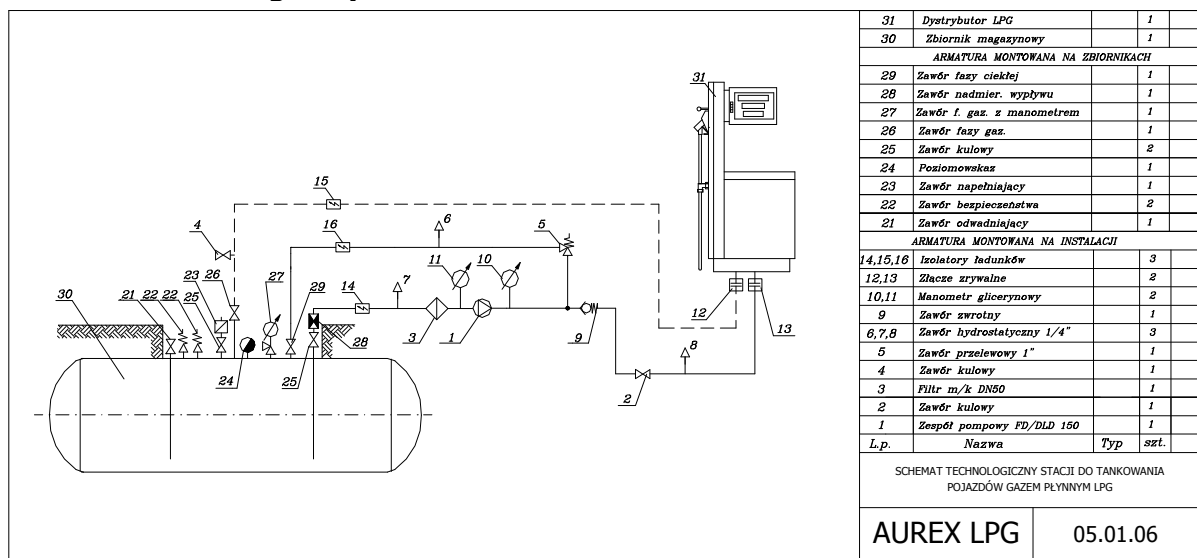 31 Dystrybutor LPG 1
30 Zbiornik magazynowy 1
ARMATURA MONTOWANA NA ZBIORNIKACH
29 Zawór fazy ciekłej 1
28 Zawór nadmier. wypływu 1
27 Zawór f. gaz. z manometrem 1
26 Zawór fazy gaz. 1
25 Zawór kulowy 2
24 Poziomowskaz 1
23 Zawór napełniający 1
22 Zawór bezpieczeństwa 2
21 Zawór odwadniający 1
ARMATURA MONTOWANA NA INSTALACJI
14,15,16 Izolatory ładunków 3
12,13 Złącze zrywalne 2
10,11 Manometr glicerynowy 2
9 Zawór zwrotny 1
6,7,8 Zawór hydrostatyczny 1/4" 3
5 Zawór przelewowy 1" 1
4 Zawór kulowy 1
3 Filtr m/k DN50 1
2 Zawór kulowy 1
1 Zespół pompowy FD/DLD 150 1
L.p. Nazwa Typ szt.
SCHEMAT TECHNOLOGICZNY STACJI DO TANKOWANIA
POJAZDÓW GAZEM PŁYNNYM LPG
AUREX LPG 05.01.06
31
15
4
16
6
5
11
10
7
14
23
26
27
30
21
22
22
25
29
28
3
1
9
12
13
24
25
2
8